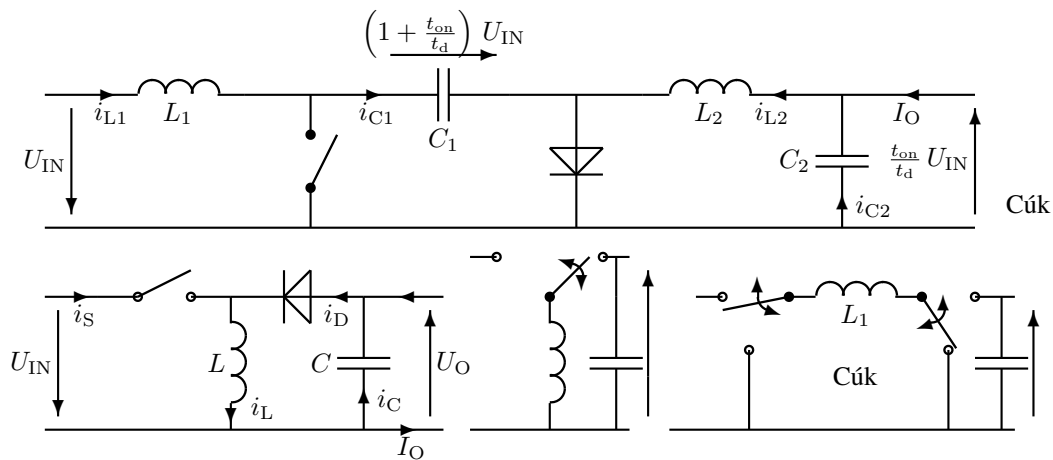 (1 + t_on/t_d) U_IN
i_L1 L_1 i_C1 C_1 L_2 i_L2 I_O
U_IN C_2 t_on/t_d U_IN
i_C2 Cúk
i_S i_D L_1
U_IN L C U_O Cúk
i_L i_C
I_O